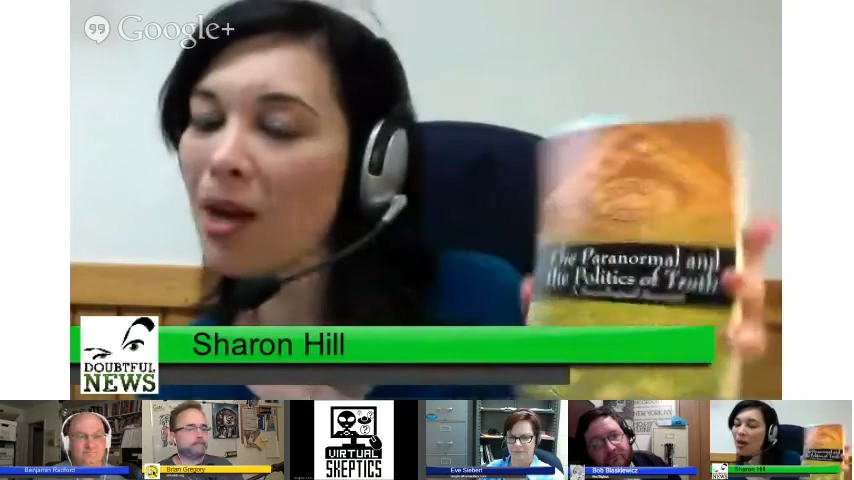 Google+
The Paranormal and
the Politics of Truth
Sharon Hill
DOUBTFUL
NEWS
Benjamin Radford
Brian Gregory
VIRTUAL
SKEPTICS
Eve Siebert
Bob Blaskiewicz
Sharon Hill